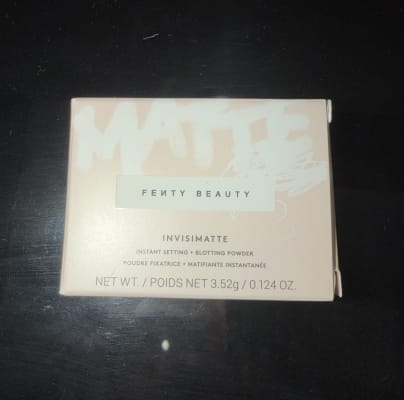 MATTE
FEИTY BEAUTY
INVISIMATTE
INSTANT SETTING + BLOTTING POWDER
POUDRE FIXATRICE + MATIFIANTE INSTANTANÉE
NET WT. / POIDS NET 3.52g / 0.124 OZ.